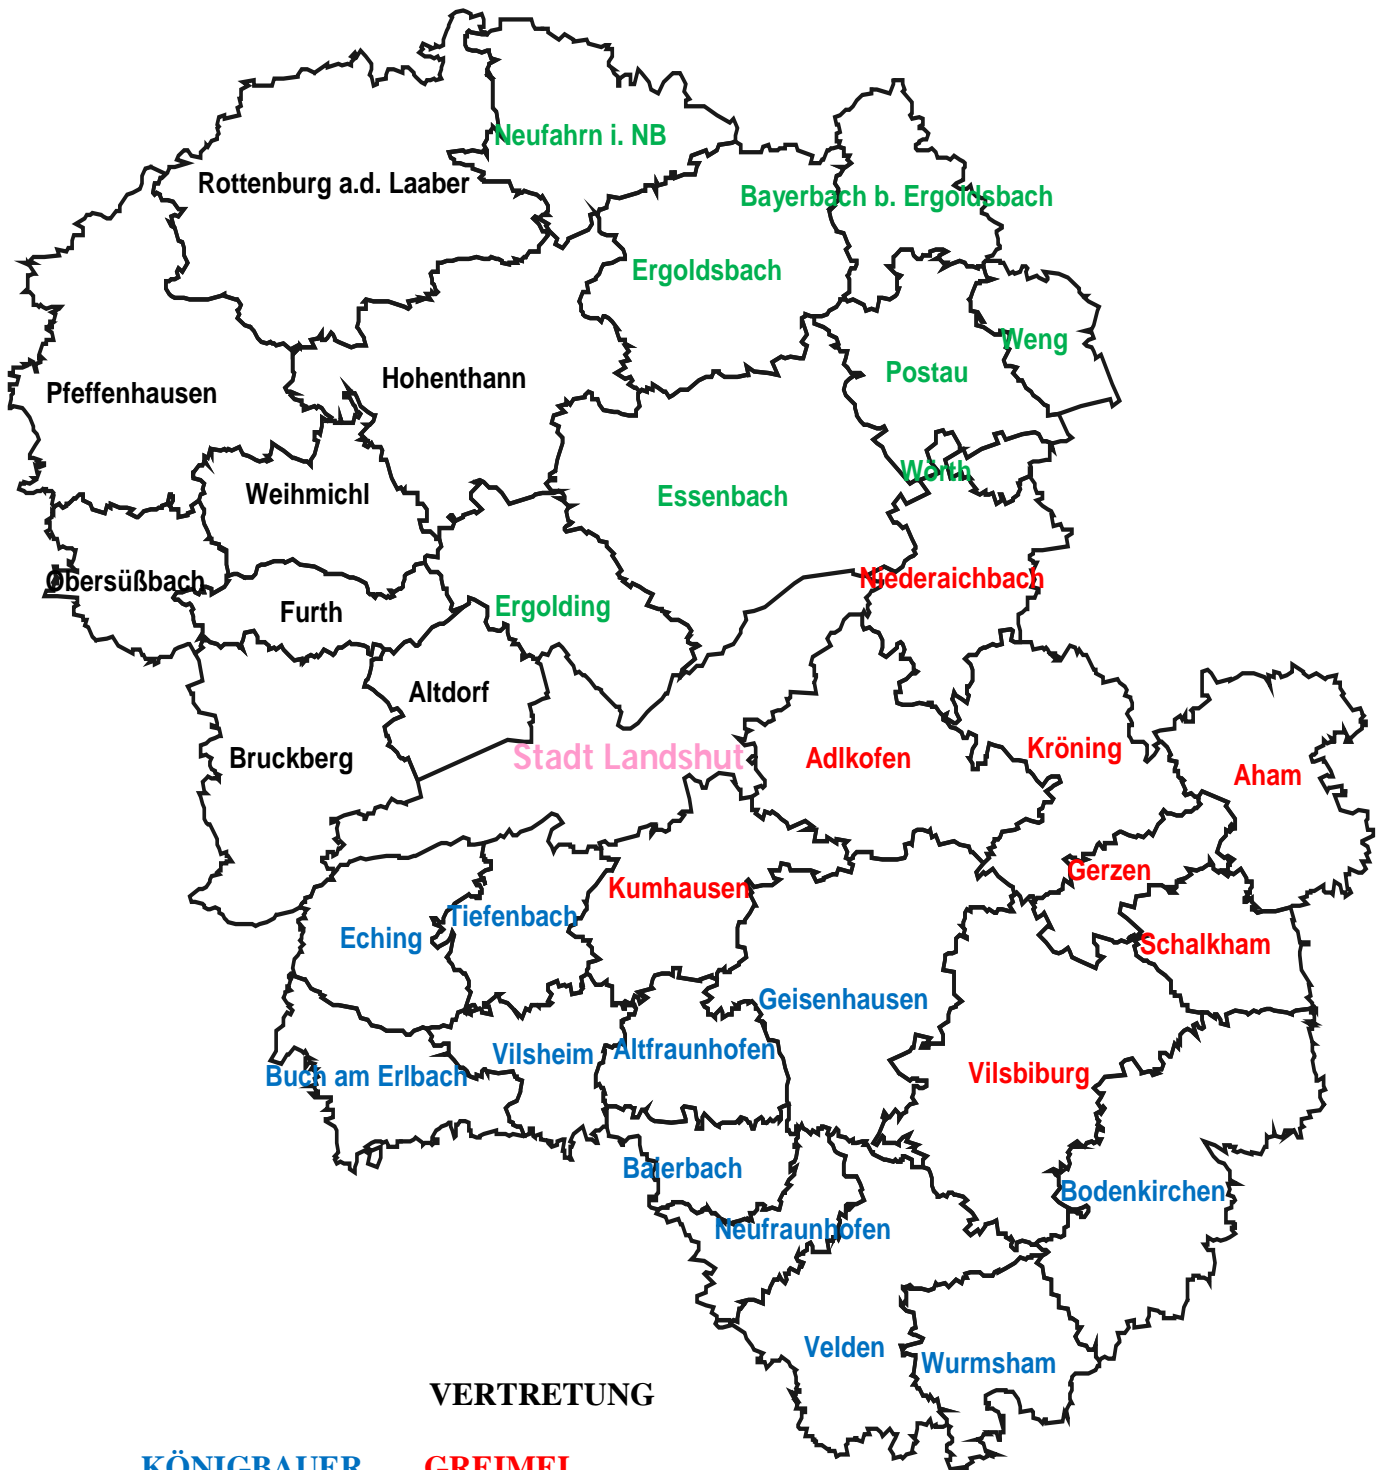 Neufahrn i. NB
Rottenburg a.d. Laaber
Bayerbach b. Ergoldsbach
Ergoldsbach
Weng
Postau
Hohenthann
Pfeffenhausen
Wörth
Weihmichl
Essenbach
Niederaichbach
Obersüßbach
Furth
Ergolding
Altdorf
Kröning
Stadt Landshut
Bruckberg
Adlkofen
Aham
Gerzen
Kumhausen
Tiefenbach
Eching
Schalkham
Geisenhausen
Altfraunhofen
Vilsheim
Vilsbiburg
Buch am Erlbach
Baierbach
Bodenkirchen
Neufraunhofen
Velden
Wurmsham
VERTRETUNG
KÖNIGBAUER GREIMEL